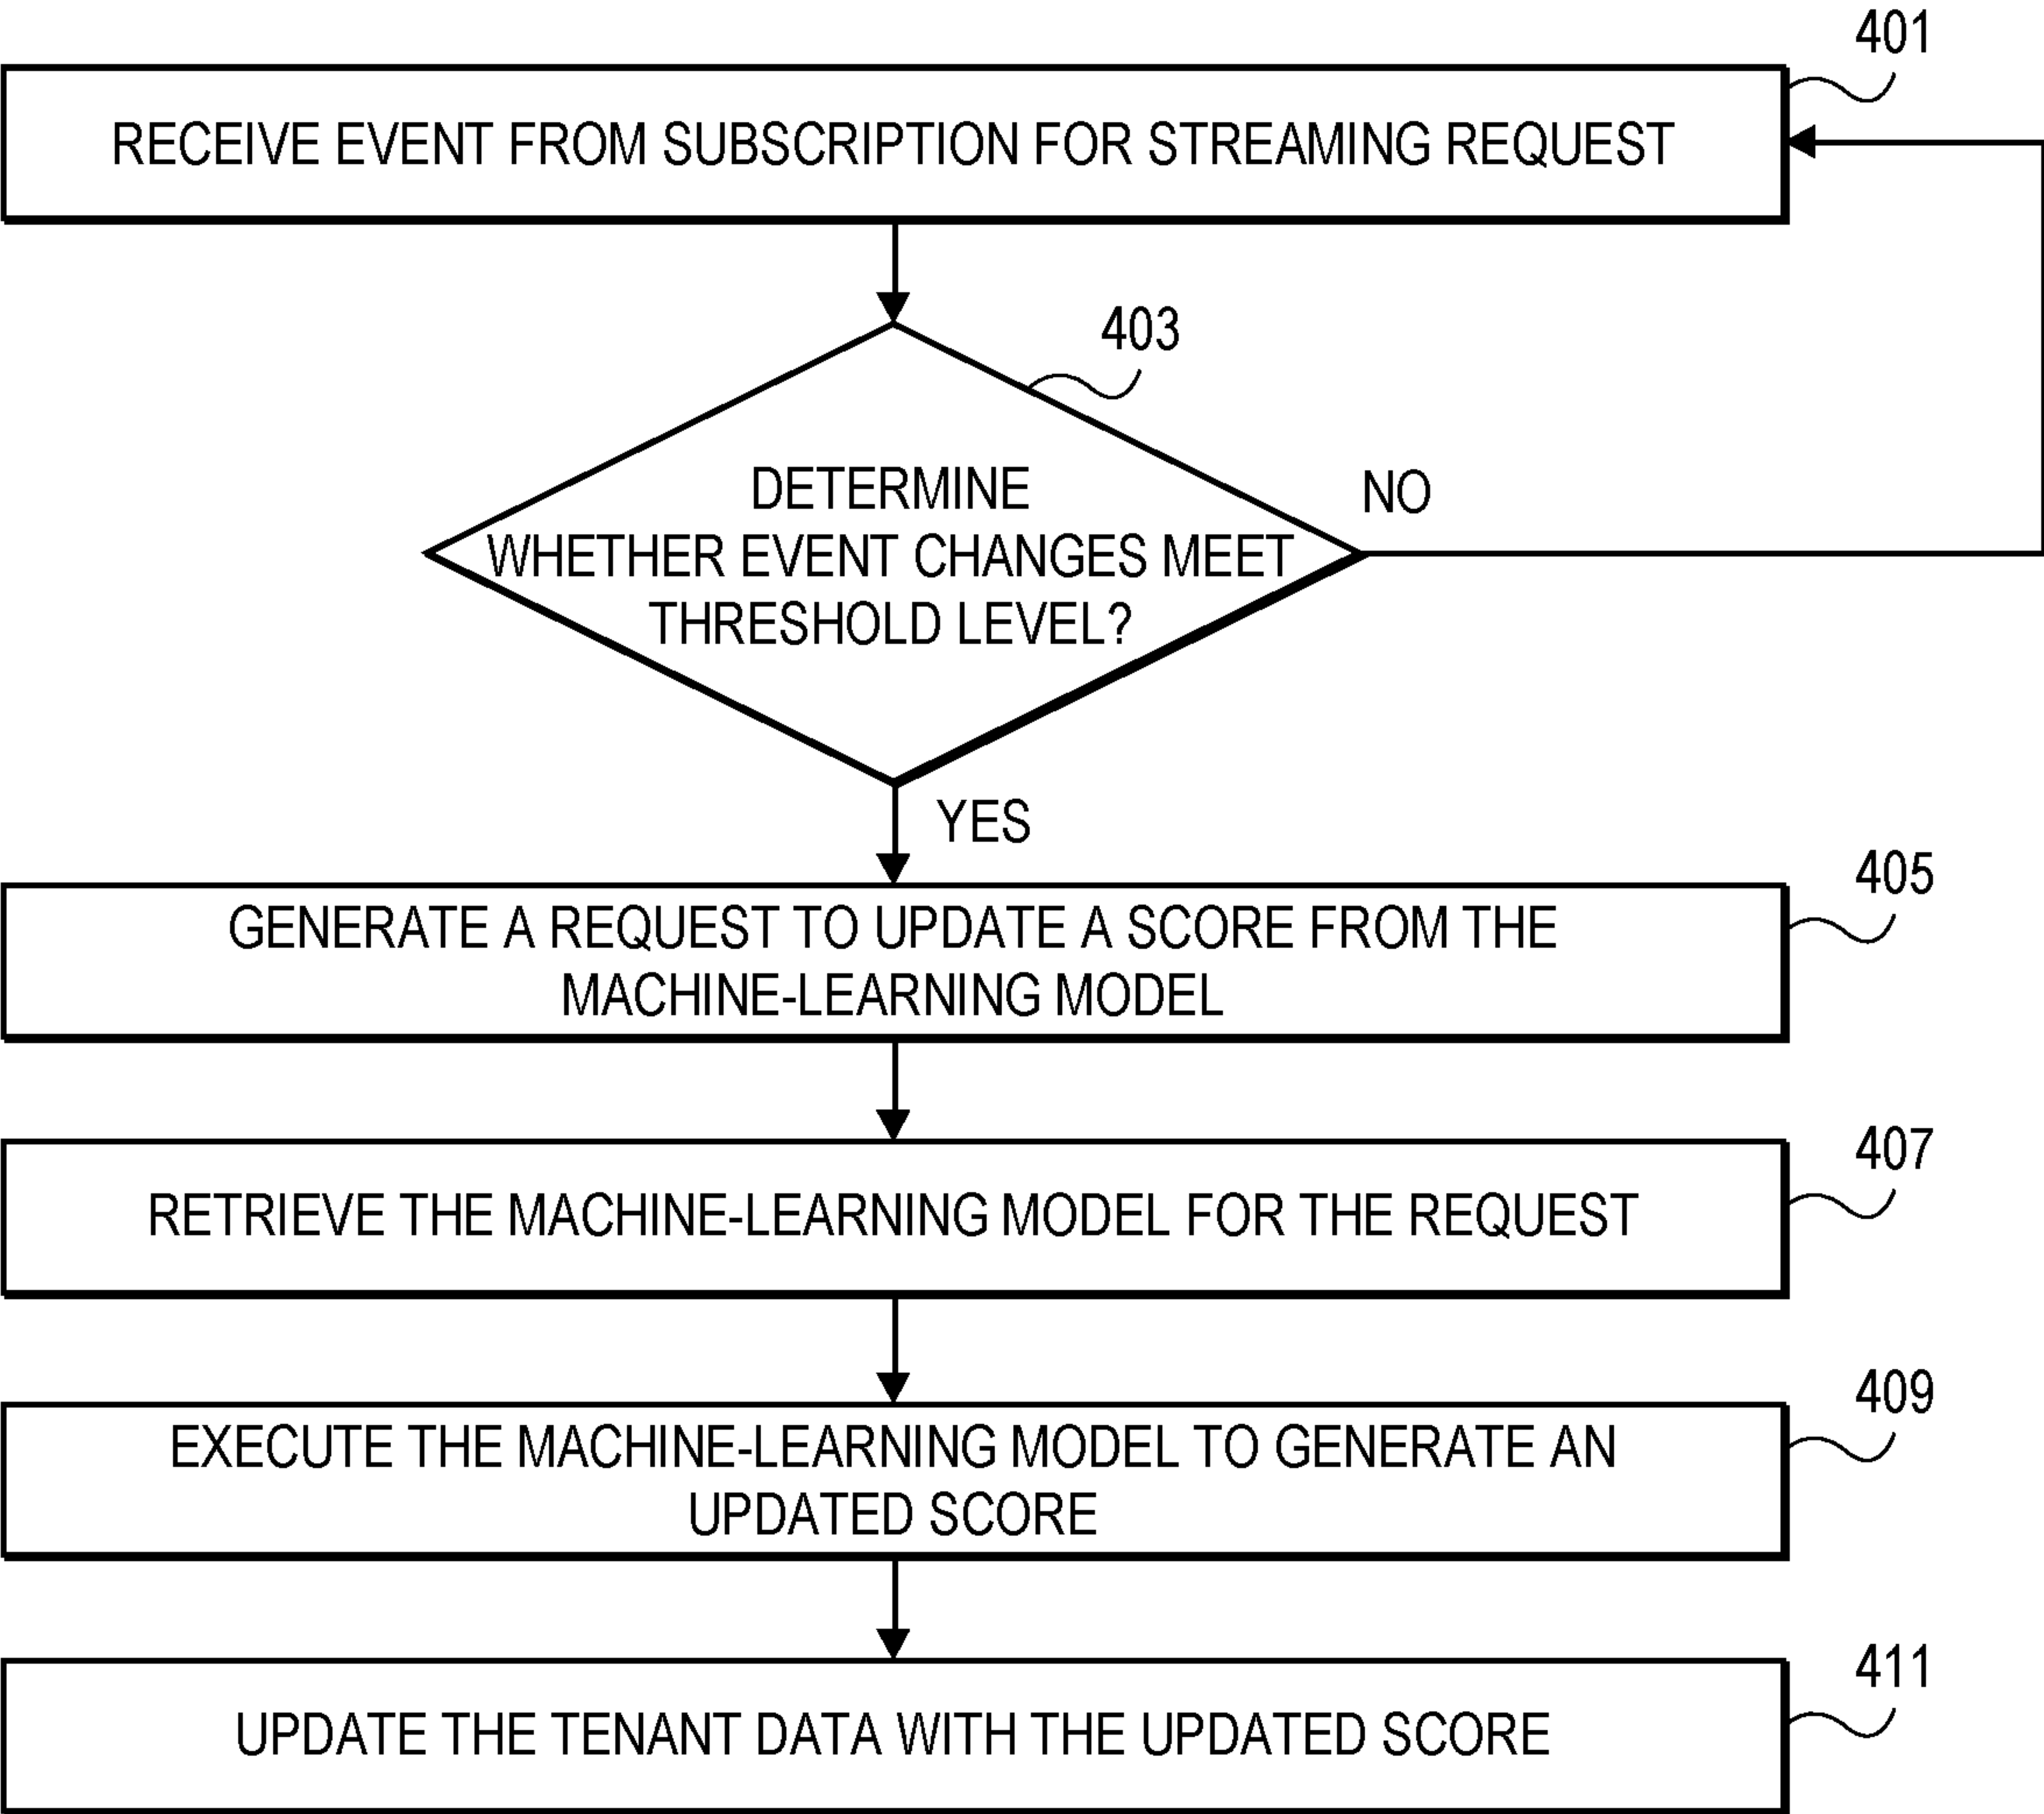 401
RECEIVE EVENT FROM SUBSCRIPTION FOR STREAMING REQUEST
403
DETERMINE
WHETHER EVENT CHANGES MEET
THRESHOLD LEVEL?
NO
YES
405
GENERATE A REQUEST TO UPDATE A SCORE FROM THE
MACHINE-LEARNING MODEL
407
RETRIEVE THE MACHINE-LEARNING MODEL FOR THE REQUEST
409
EXECUTE THE MACHINE-LEARNING MODEL TO GENERATE AN
UPDATED SCORE
411
UPDATE THE TENANT DATA WITH THE UPDATED SCORE